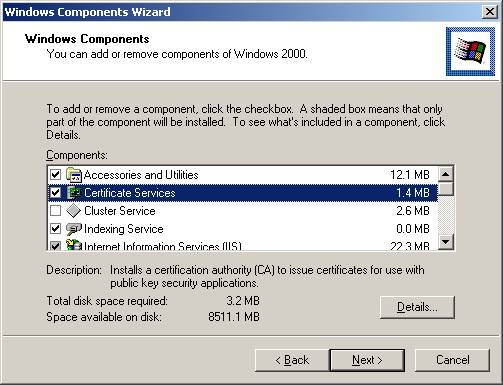 Windows Components Wizard
Windows Components
You can add or remove components of Windows 2000.
To add or remove a component, click the checkbox. A shaded box means that only
part of the component will be installed. To see what's included in a component, click
Details.
Components:
Accessories and Utilities 12.1 MB
Certificate Services 1.4 MB
Cluster Service 2.6 MB
Indexing Service 0.0 MB
Internet Information Services (IIS) 22.3 MB
Description: Installs a certification authority (CA) to issue certificates for use with
public key security applications.
Total disk space required: 3.2 MB
Space available on disk: 8511.1 MB
Details...
< Back Next > Cancel